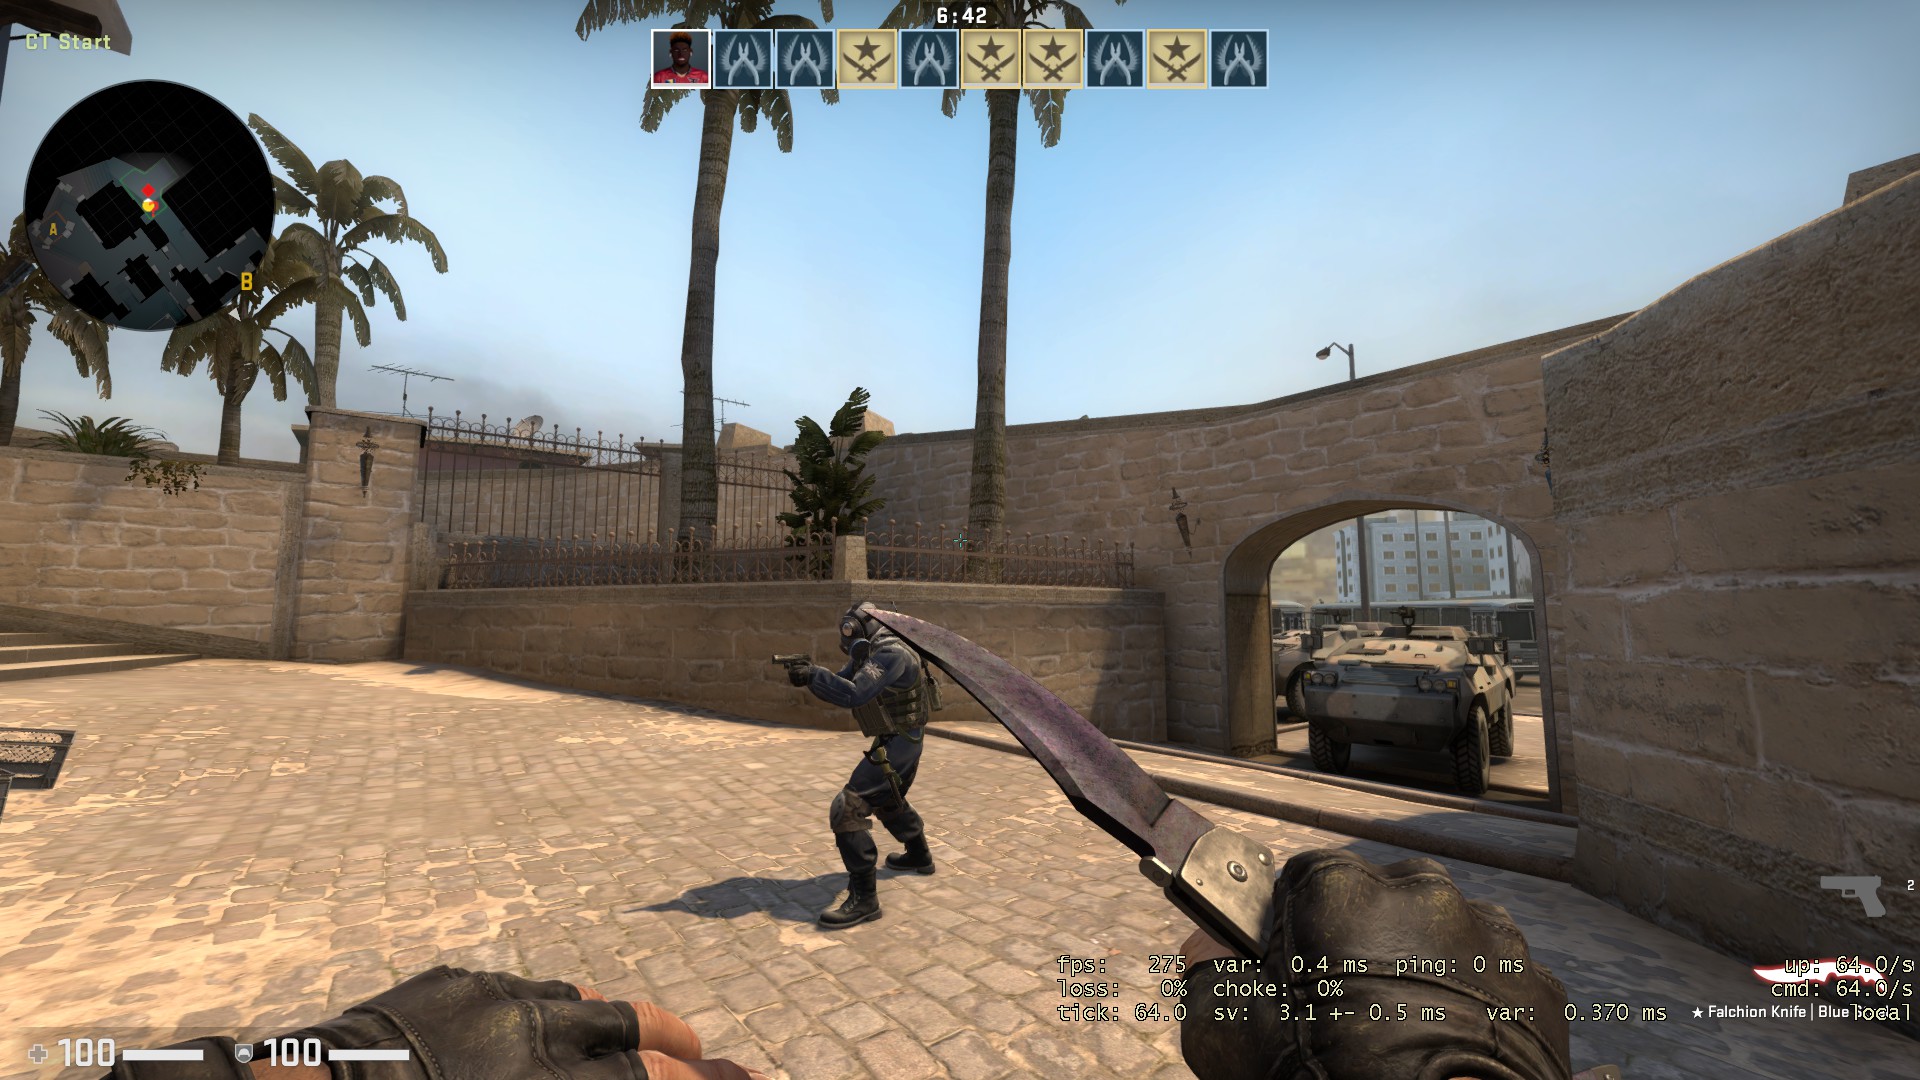 6:42
CT Start
A
B
2
fps: 275 var: 0.4 ms ping: 0 ms
up: 64.0/s
loss: 0% choke: 0%
cmd: 64.0/s
tick: 64.0 sv: 3.1 +- 0.5 ms var: 0.370 ms
local
★ Falchion Knife | Blue
100
100